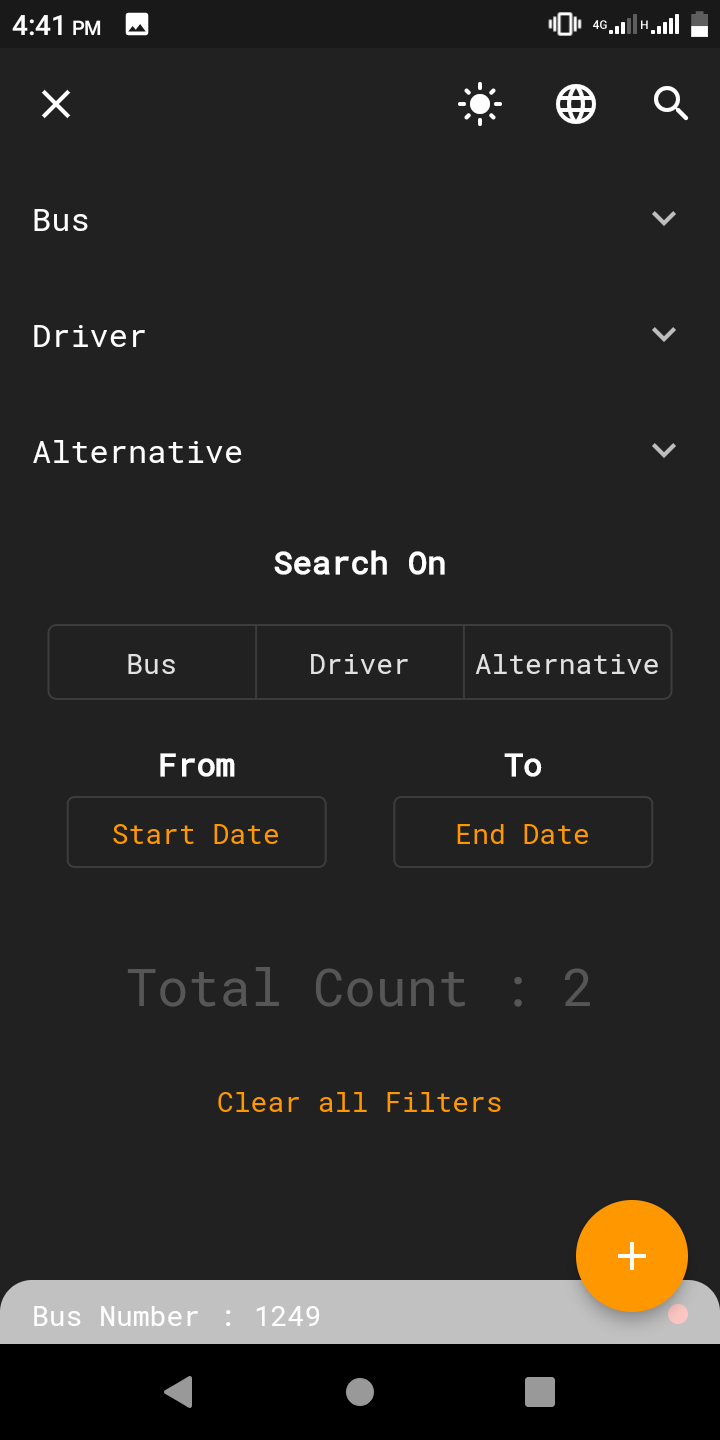 4:41 PM 4G H
Bus
Driver
Alternative
Search On
Bus Driver Alternative
From To
Start Date End Date
Total Count : 2
Clear all Filters
Bus Number : 1249